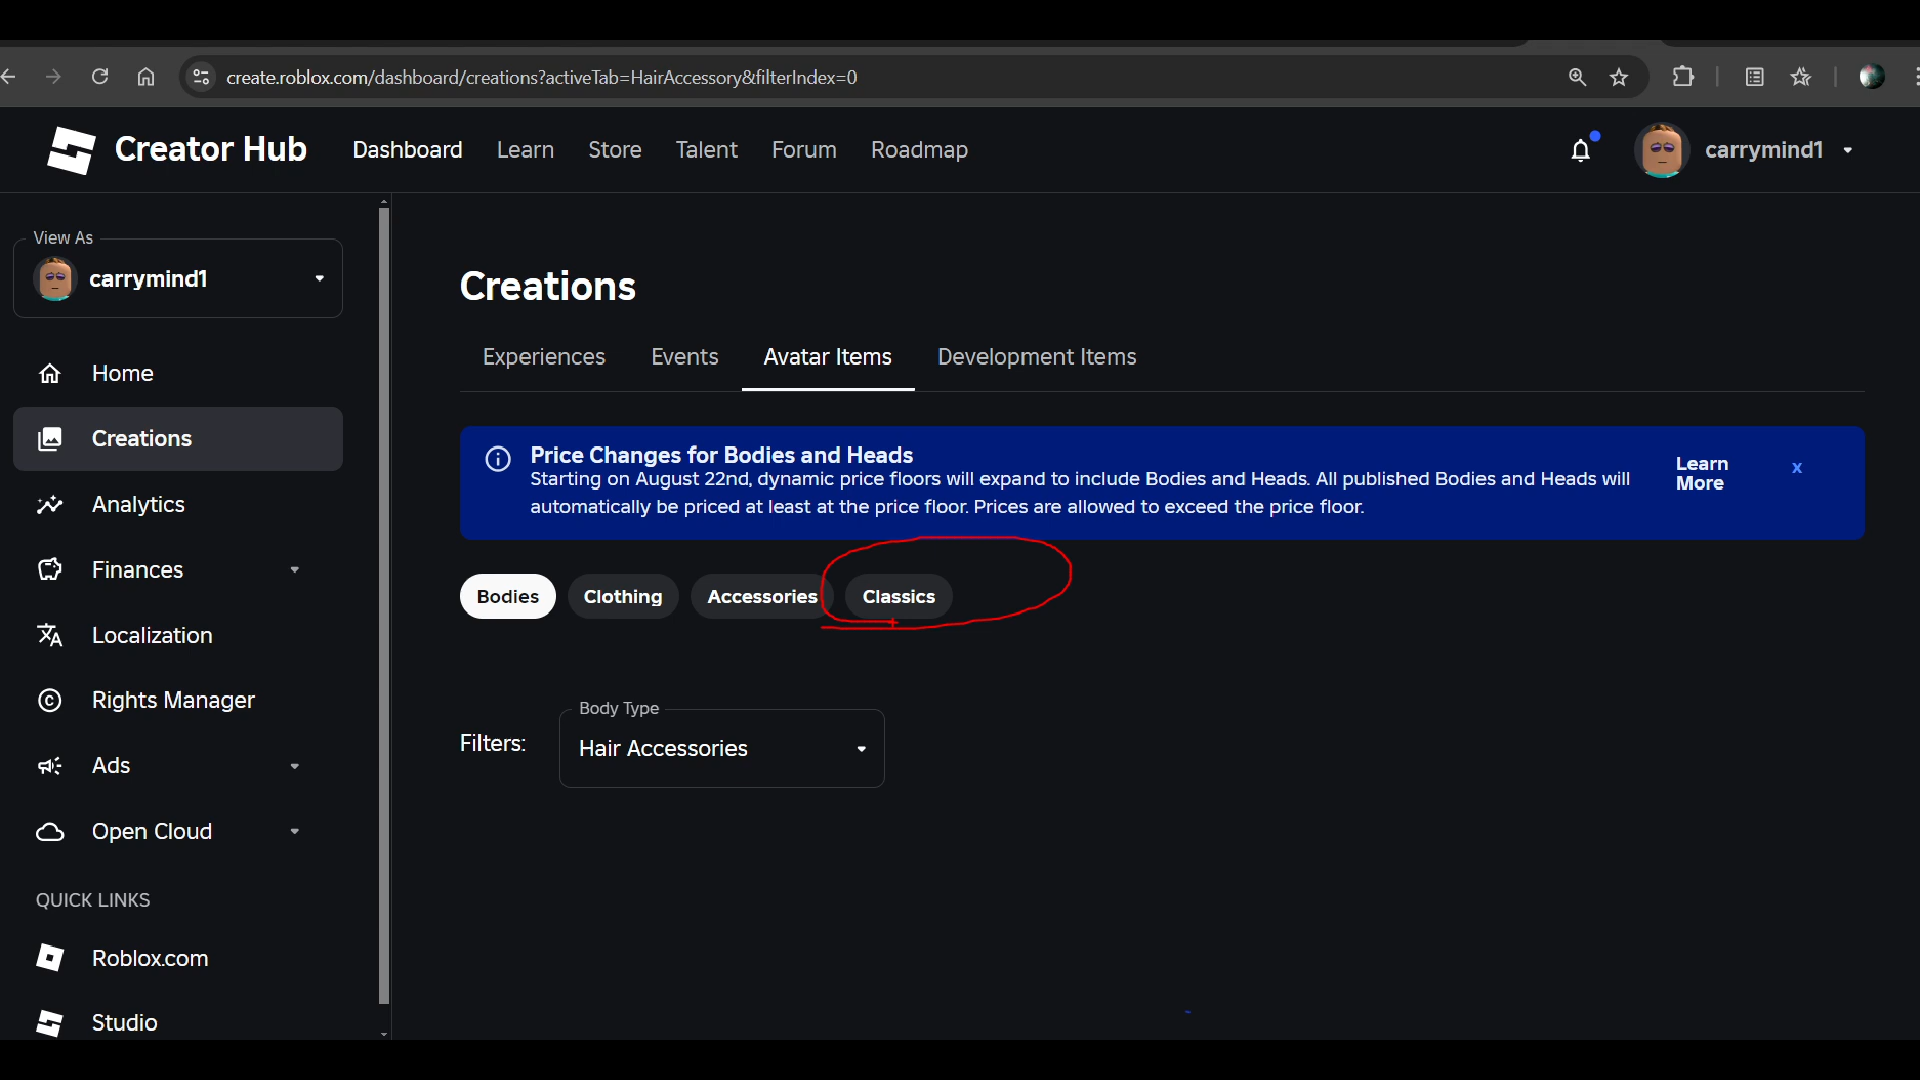 create.roblox.com/dashboard/creations?activeTab=HairAccessory&filterIndex=0
Creator Hub
Dashboard
Learn
Store
Talent
Forum
Roadmap
carrymind1
View As
carrymind1
Home
Creations
Analytics
Finances
Localization
Rights Manager
Ads
Open Cloud
QUICK LINKS
Roblox.com
Studio
Creations
Experiences
Events
Avatar Items
Development Items
Price Changes for Bodies and Heads
Starting on August 22nd, dynamic price floors will expand to include Bodies and Heads. All published Bodies and Heads will
automatically be priced at least at the price floor. Prices are allowed to exceed the price floor.
Learn
More
x
Bodies
Clothing
Accessories
Classics
Filters:
Body Type
Hair Accessories